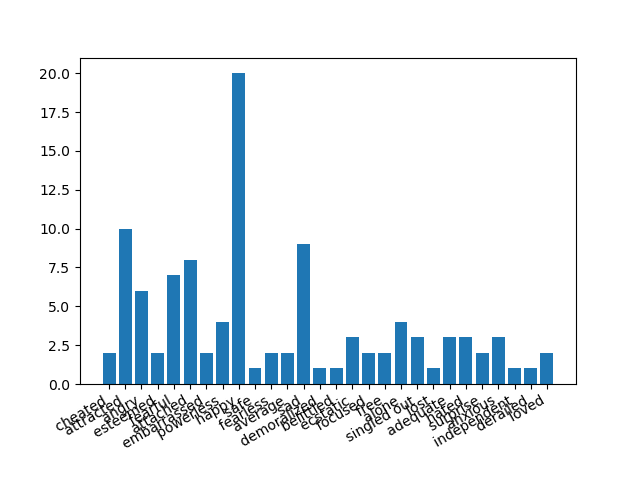 20.0
17.5
15.0
12.5
10.0
7.5
5.0
2.5
0.0
cheated
attracted
angry
esteemed
fearful
attached
embarrassed
powerless
happy
safe
fearless
average
sad
demoralized
belittled
ecstatic
focused
free
alone
singled out
lost
adequate
hated
surprise
anxious
independent
derailed
loved